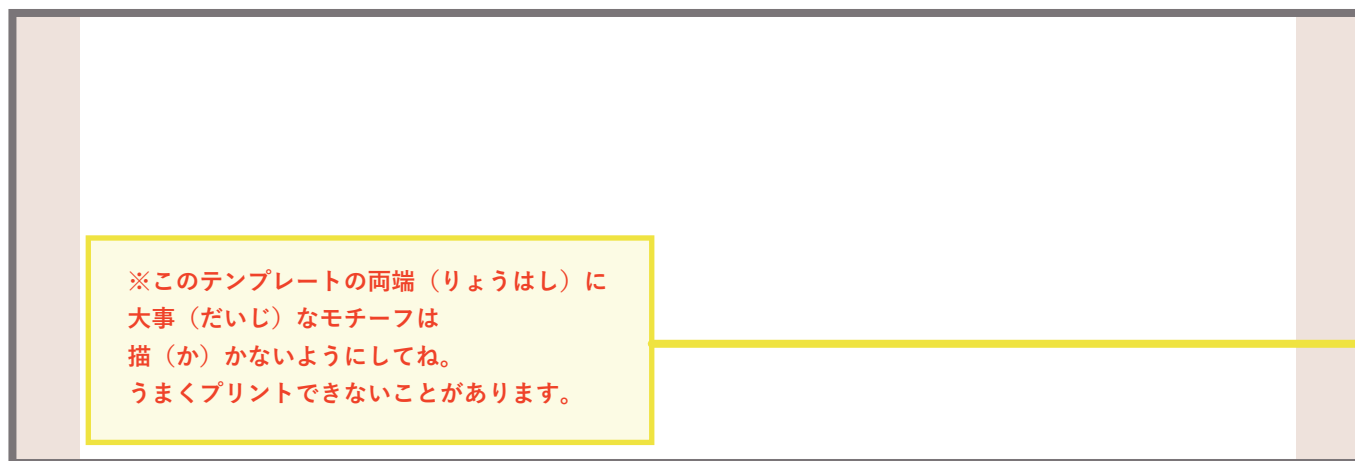 ※このテンプレートの両端（りょうはし）に
大事（だいじ）なモチーフは
描（か）かないようにしてね。
うまくプリントできないことがあります。